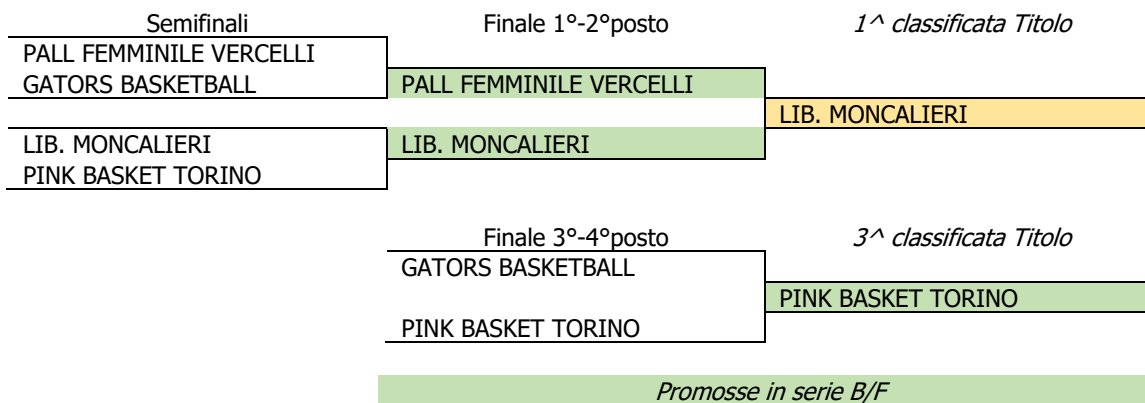 Semifinali Finale 1°-2°posto 1^ classificata Titolo
PALL FEMMINILE VERCELLI
GATORS BASKETBALL PALL FEMMINILE VERCELLI
LIB. MONCALIERI
LIB. MONCALIERI LIB. MONCALIERI
PINK BASKET TORINO
Finale 3°-4°posto 3^ classificata Titolo
GATORS BASKETBALL
PINK BASKET TORINO
PINK BASKET TORINO
Promosse in serie B/F